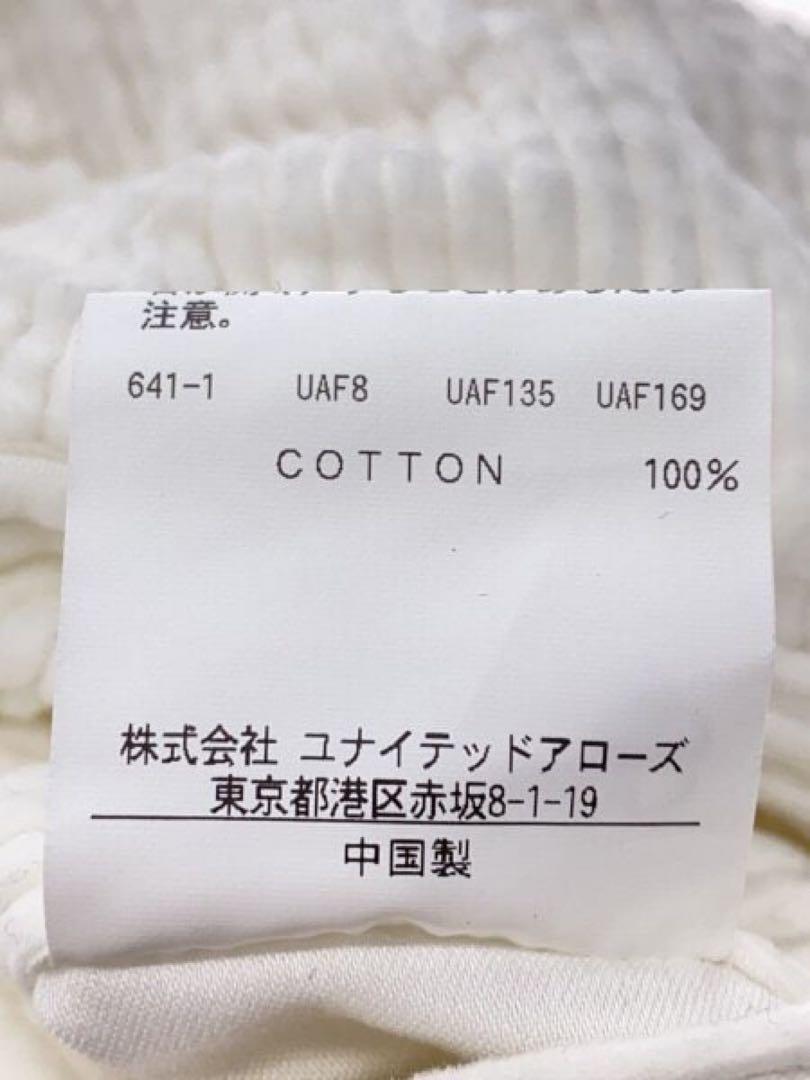 注意。
641-1 UAF8 UAF135 UAF169
COTTON 100%
株式会社 ユナイテッドアローズ
東京都港区赤坂8-1-19
中国製